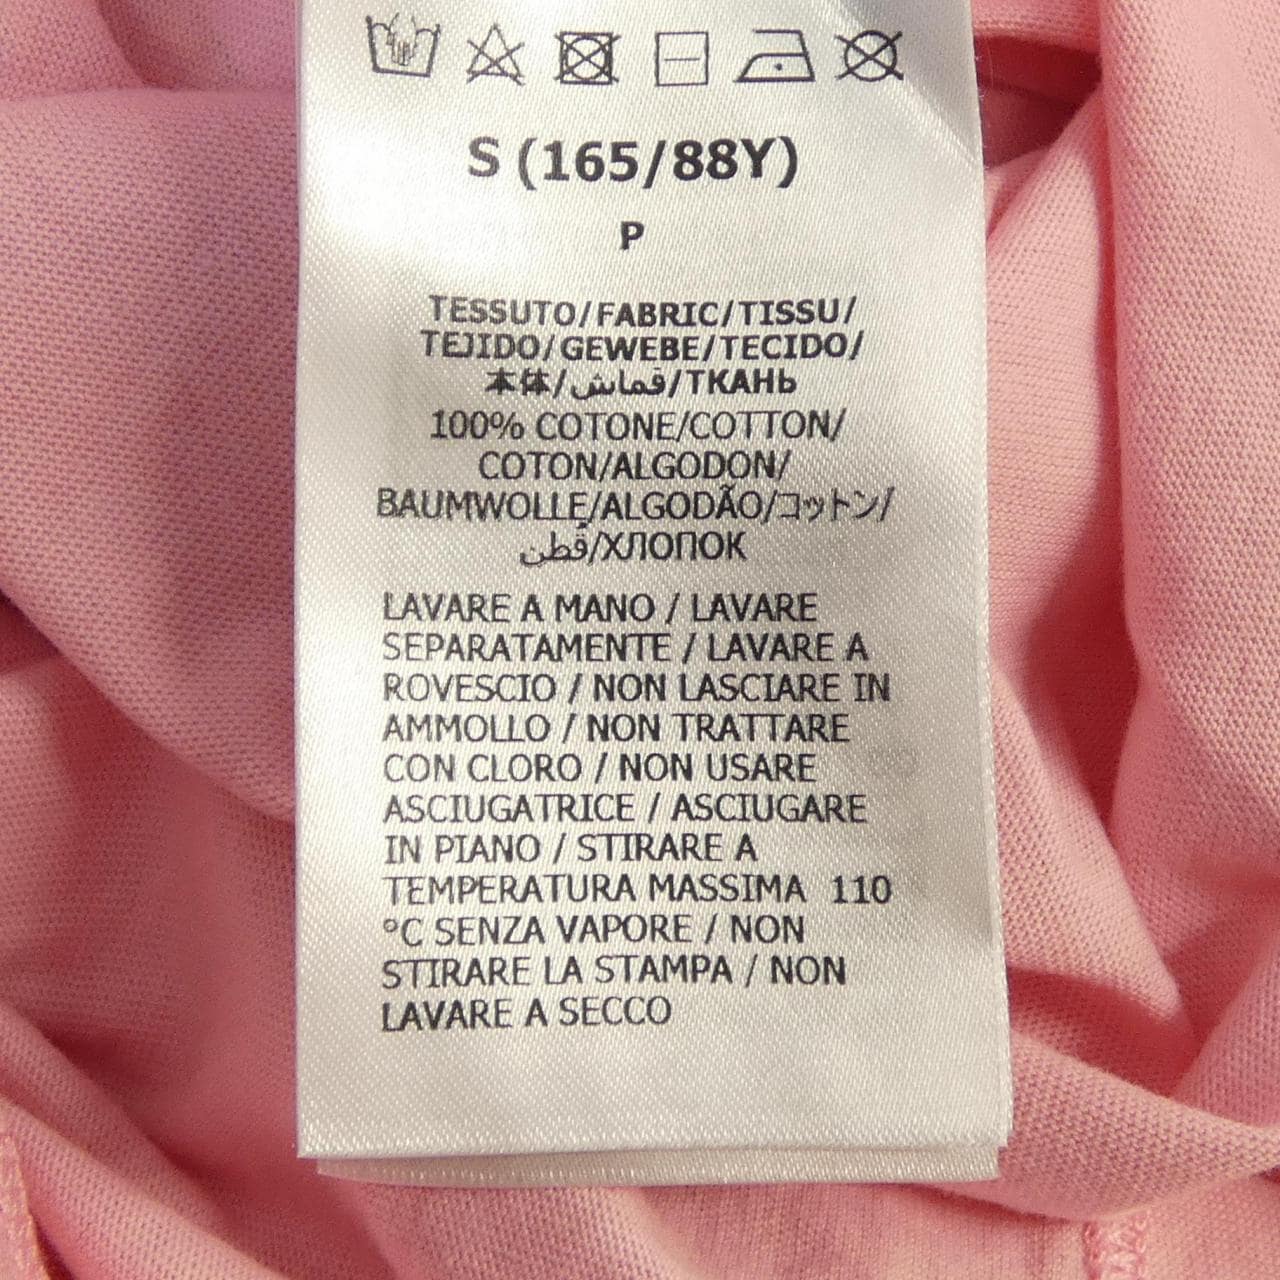 S (165/88Y)
P
TESSUTO/FABRIC/TISSU/
TEJIDO/GEWEBE/TECIDO/
本体/قماش/ТКАНЬ
100% COTONE/COTTON/
COTON/ALGODON/
BAUMWOLLE/ALGODÃO/コットン/
قطن/ХЛОПОК
LAVARE A MANO / LAVARE
SEPARATAMENTE / LAVARE A
ROVESCIO / NON LASCIARE IN
AMMOLLO / NON TRATTARE
CON CLORO / NON USARE
ASCIUGATRICE / ASCIUGARE
IN PIANO / STIRARE A
TEMPERATURA MASSIMA 110
°C SENZA VAPORE / NON
STIRARE LA STAMPA / NON
LAVARE A SECCO